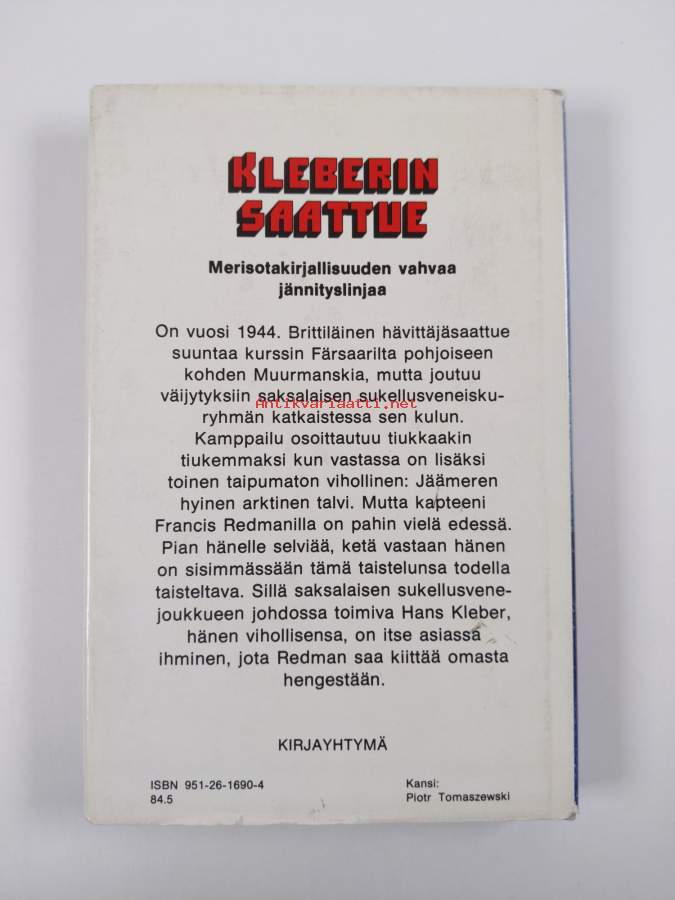 KLEBERIN
SAATTUE
Merisotakirjallisuuden vahvaa
jännityslinjaa
On vuosi 1944. Brittiläinen hävittäjäsaattue
suuntaa kurssin Färsaarilta pohjoiseen
kohden Muurmanskia, mutta joutuu
väijytyksiin saksalaisen sukellusveneisku-
Antikvariaatti.net
ryhmän katkaistessa sen kulun.
Kamppailu osoittautuu tiukkaakin
tiukemmaksi kun vastassa on lisäksi
toinen taipumaton vihollinen: Jäämeren
hyinen arktinen talvi. Mutta kapteeni
Francis Redmanilla on pahin vielä edessä.
Pian hänelle selviää, ketä vastaan hänen
on sisimmässään tämä taistelunsa todella
taisteltava. Sillä saksalaisen sukellusvene-
joukkueen johdossa toimiva Hans Kleber,
hänen vihollisensa, on itse asiassa
ihminen, jota Redman saa kiittää omasta
hengestään.
KIRJAYHTYMÄ
ISBN 951-26-1690-4
84.5
Kansi:
Piotr Tomaszewski